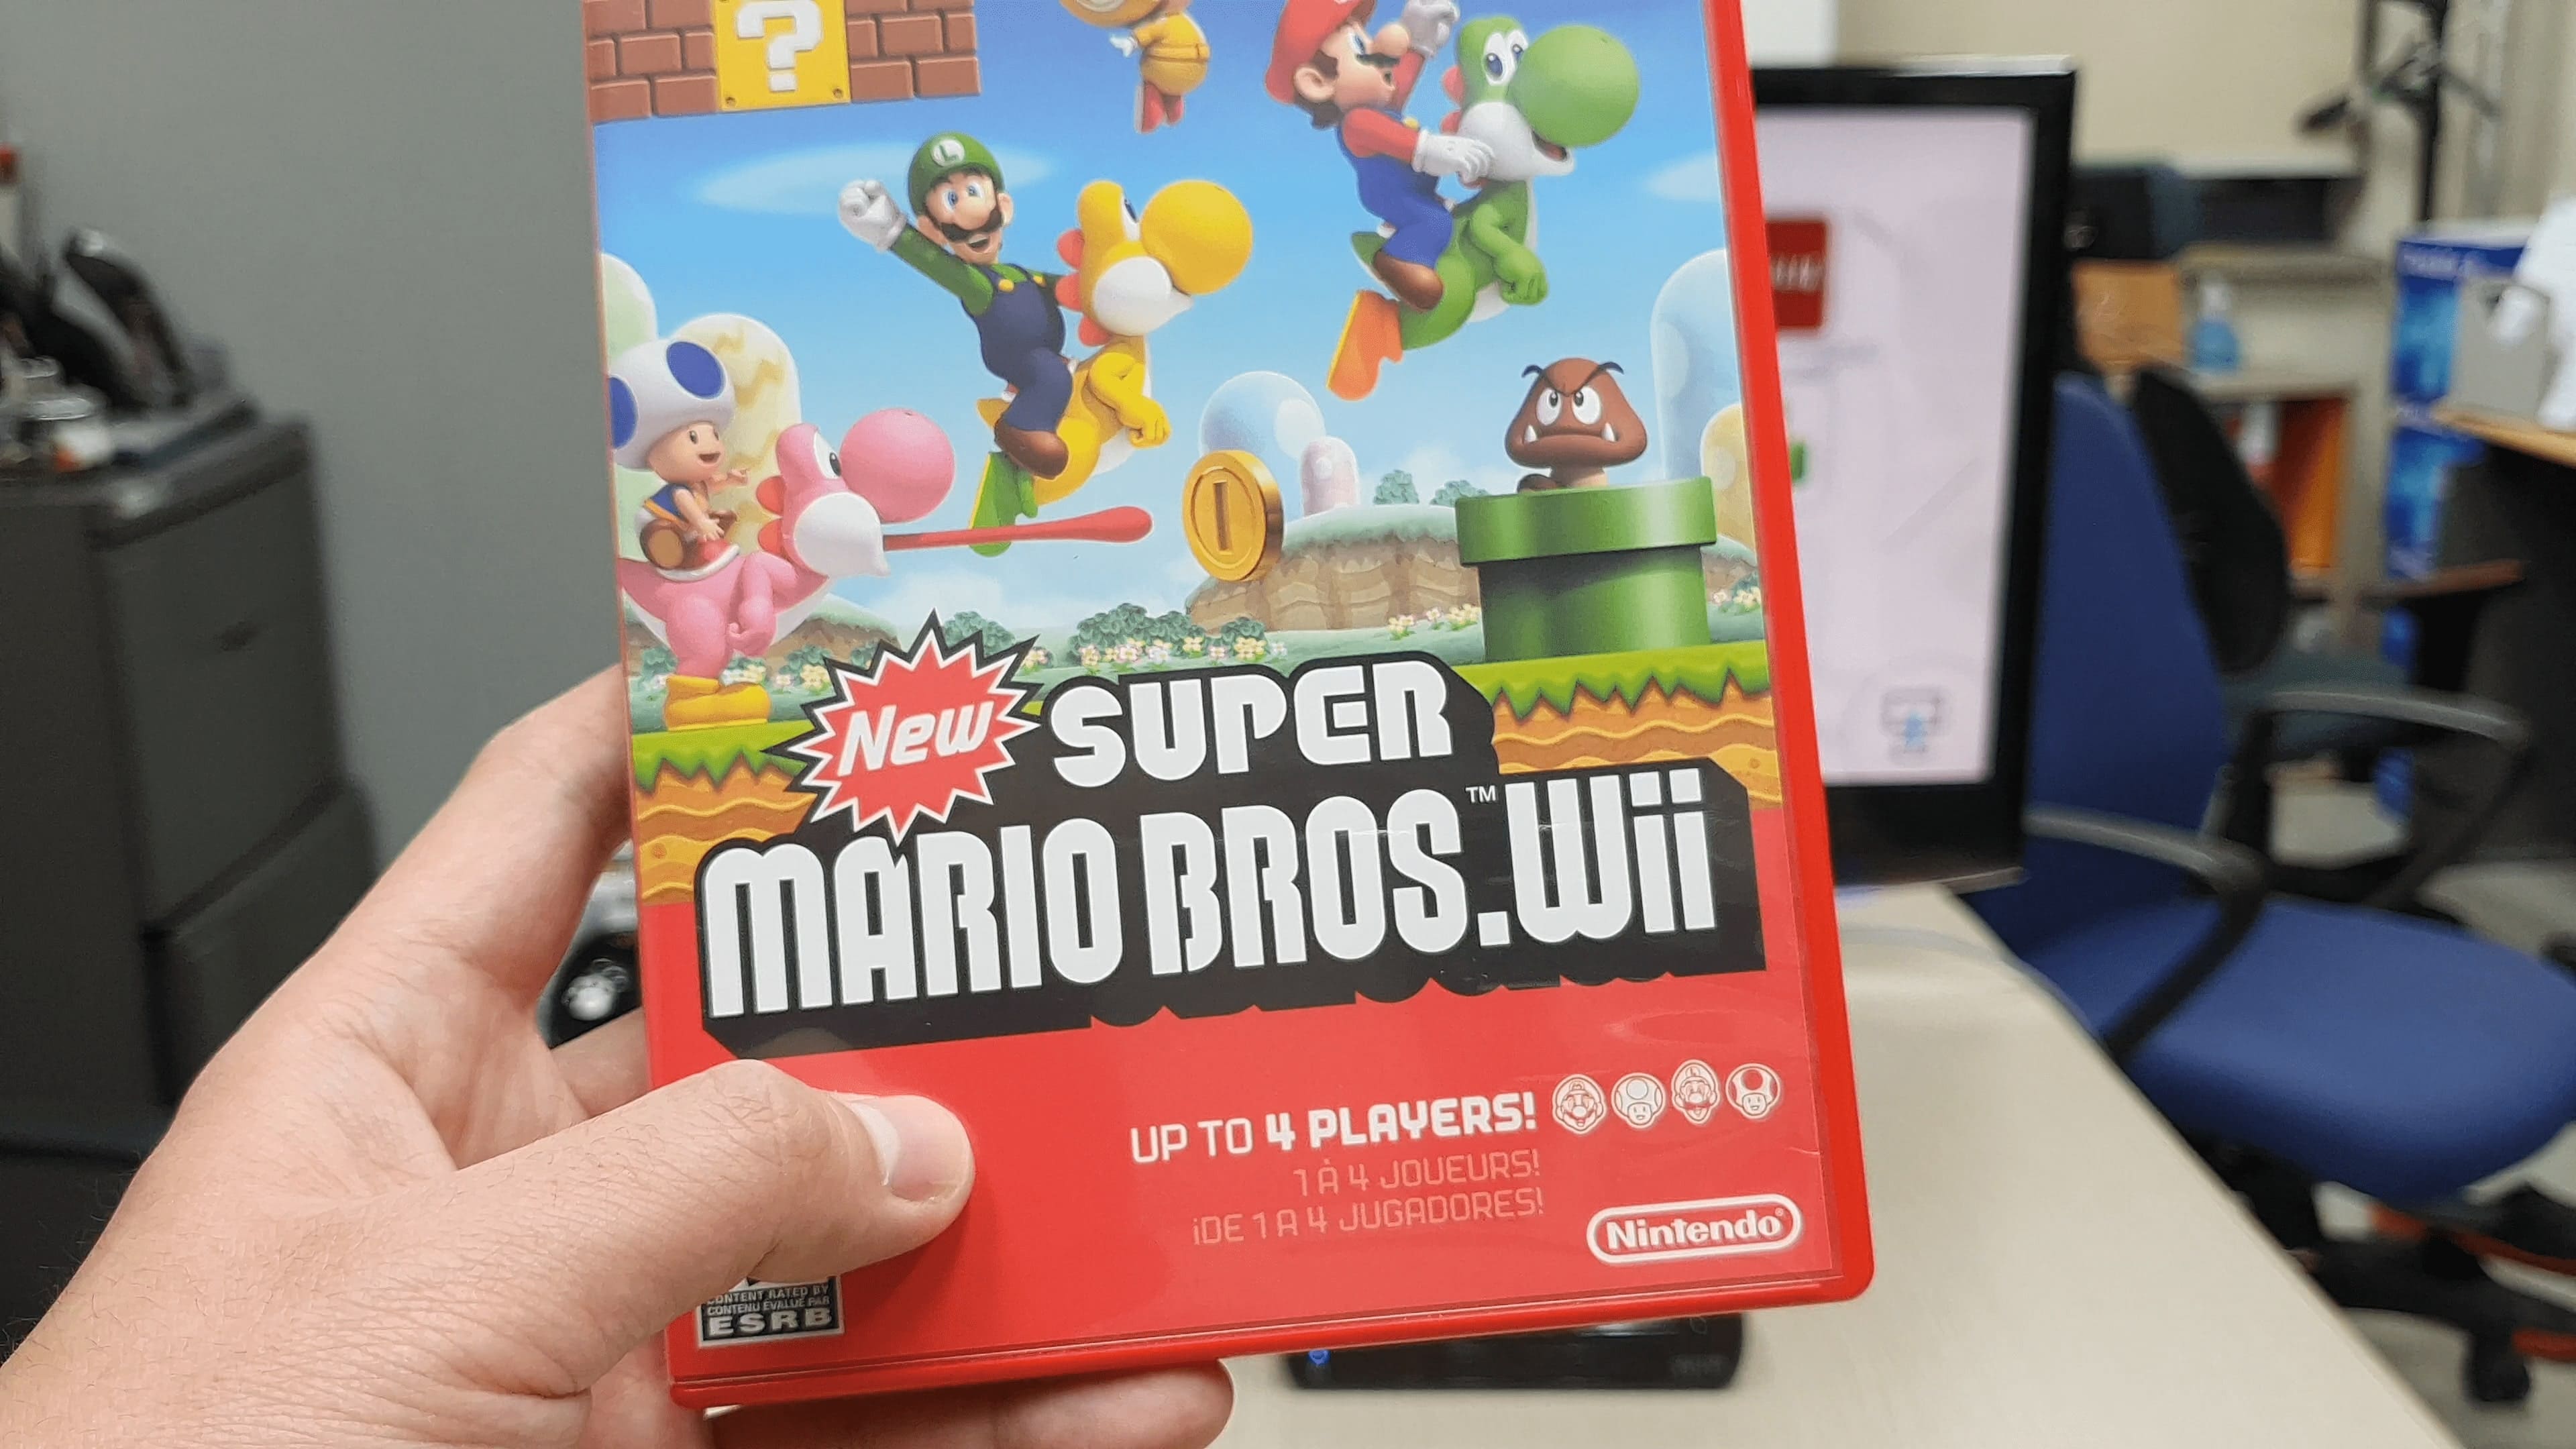 ?
L
New SUPER
MARIO BROS.™Wii
UP TO 4 PLAYERS!
1 À 4 JOUEURS!
¡DE 1 A 4 JUGADORES!
Nintendo®
CONTENT RATED BY
CONTENU ÉVALUÉ PAR
ESRB